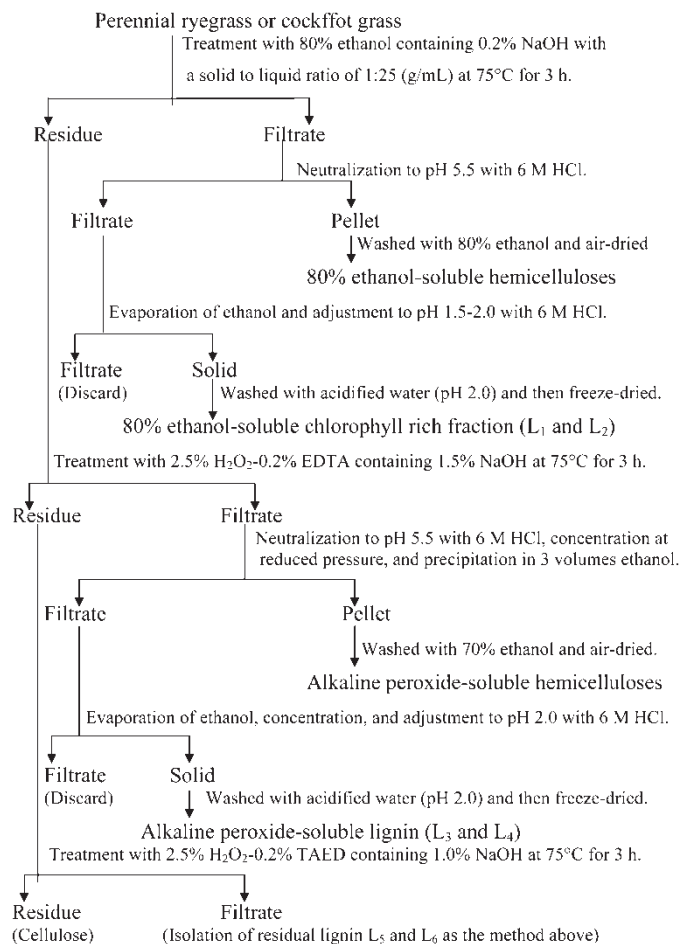 Perennial ryegrass or cockffot grass
Treatment with 80% ethanol containing 0.2% NaOH with
a solid to liquid ratio of 1:25 (g/mL) at 75°C for 3 h.
Residue Filtrate
Neutralization to pH 5.5 with 6 M HCl.
Filtrate Pellet
Washed with 80% ethanol and air-dried
80% ethanol-soluble hemicelluloses
Evaporation of ethanol and adjustment to pH 1.5-2.0 with 6 M HCl.
Filtrate Solid
(Discard) Washed with acidified water (pH 2.0) and then freeze-dried.
80% ethanol-soluble chlorophyll rich fraction (L₁ and L₂)
Treatment with 2.5% H₂O₂-0.2% EDTA containing 1.5% NaOH at 75°C for 3 h.
Residue Filtrate
Neutralization to pH 5.5 with 6 M HCl, concentration at
reduced pressure, and precipitation in 3 volumes ethanol.
Filtrate Pellet
Washed with 70% ethanol and air-dried.
Alkaline peroxide-soluble hemicelluloses
Evaporation of ethanol, concentration, and adjustment to pH 2.0 with 6 M HCl.
Filtrate Solid
(Discard) Washed with acidified water (pH 2.0) and then freeze-dried.
Alkaline peroxide-soluble lignin (L₃ and L₄)
Treatment with 2.5% H₂O₂-0.2% TAED containing 1.0% NaOH at 75°C for 3 h.
Residue Filtrate
(Cellulose) (Isolation of residual lignin L₅ and L₆ as the method above)